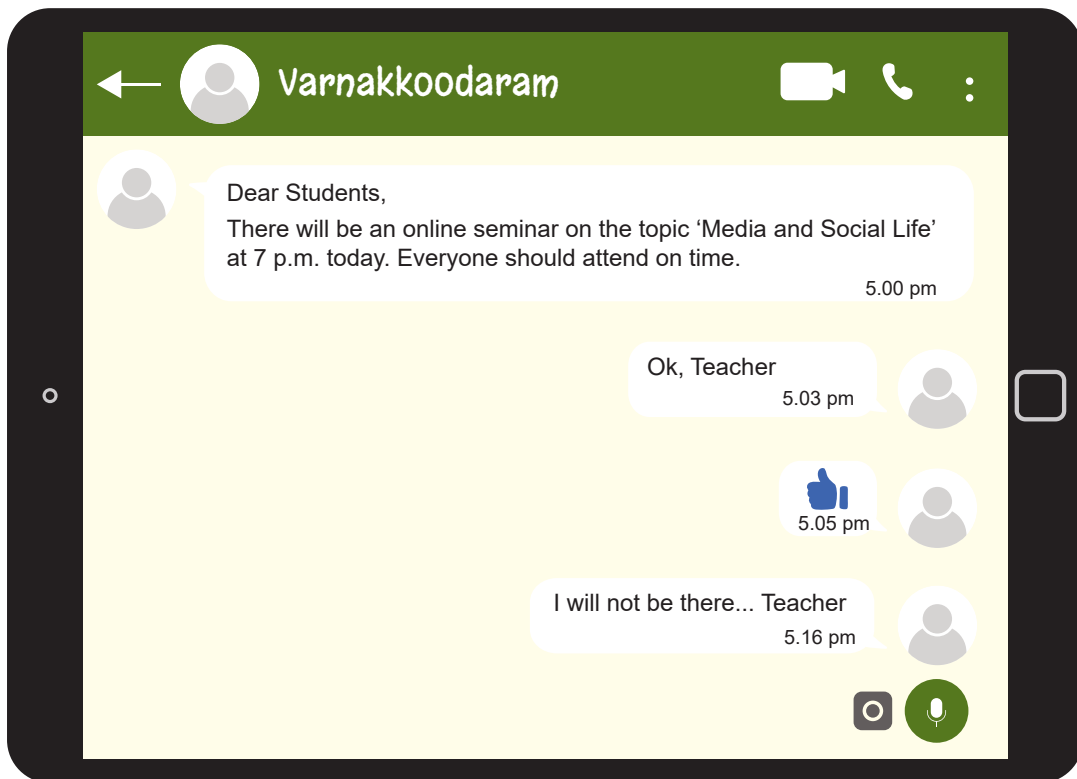 Varnakkoodaram
Dear Students,
There will be an online seminar on the topic ‘Media and Social Life’
at 7 p.m. today. Everyone should attend on time.
5.00 pm
Ok, Teacher
5.03 pm
5.05 pm
I will not be there... Teacher
5.16 pm